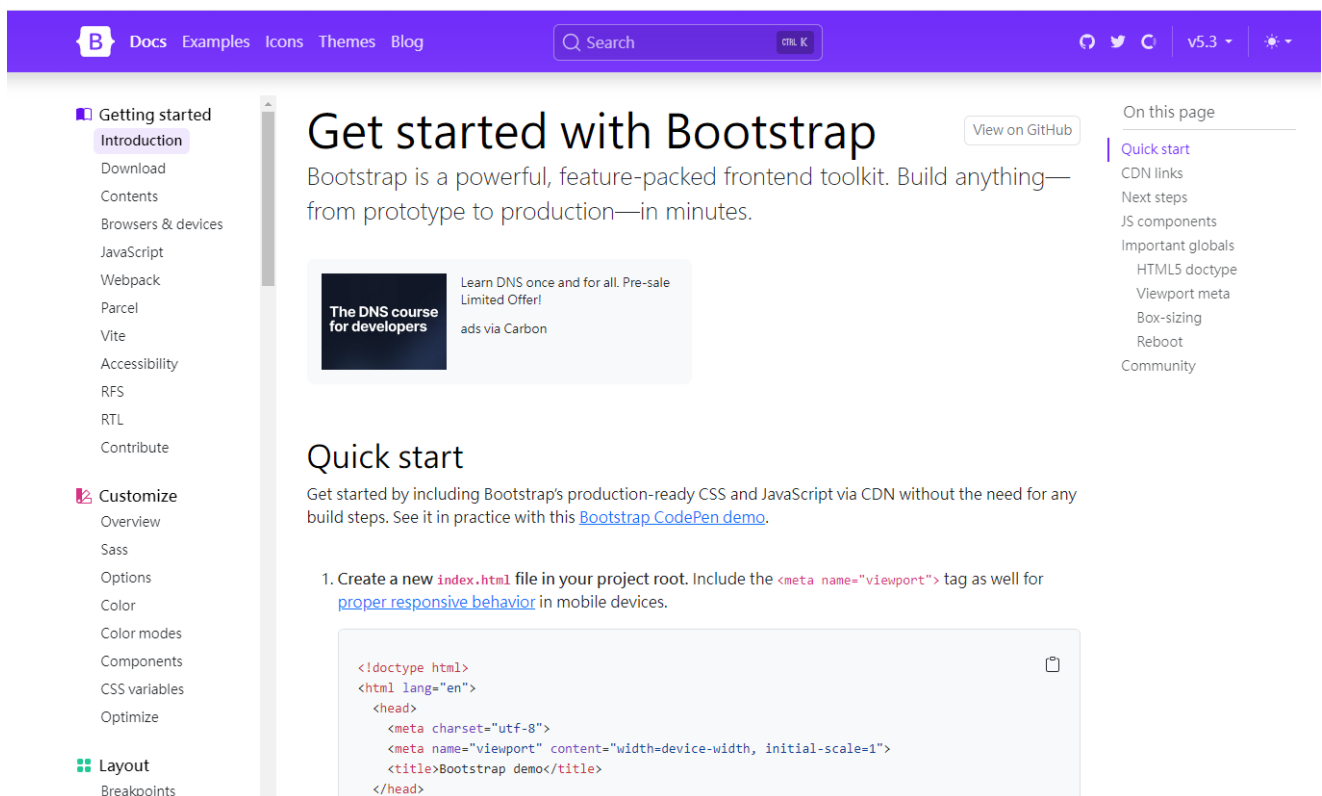 B Docs Examples Icons Themes Blog Search CTRL K v5.3
Getting started
Introduction
Download
Contents
Browsers & devices
JavaScript
Webpack
Parcel
Vite
Accessibility
RFS
RTL
Contribute
Customize
Overview
Sass
Options
Color
Color modes
Components
CSS variables
Optimize
Layout
Breakpoints
Get started with Bootstrap
View on GitHub
Bootstrap is a powerful, feature-packed frontend toolkit. Build anything—
from prototype to production—in minutes.
The DNS course
for developers
Learn DNS once and for all. Pre-sale
Limited Offer!
ads via Carbon
Quick start
Get started by including Bootstrap's production-ready CSS and JavaScript via CDN without the need for any
build steps. See it in practice with this Bootstrap CodePen demo.
1. Create a new index.html file in your project root. Include the <meta name="viewport"> tag as well for
proper responsive behavior in mobile devices.
<!doctype html>
<html lang="en">
<head>
<meta charset="utf-8">
<meta name="viewport" content="width=device-width, initial-scale=1">
<title>Bootstrap demo</title>
</head>
On this page
Quick start
CDN links
Next steps
JS components
Important globals
HTML5 doctype
Viewport meta
Box-sizing
Reboot
Community